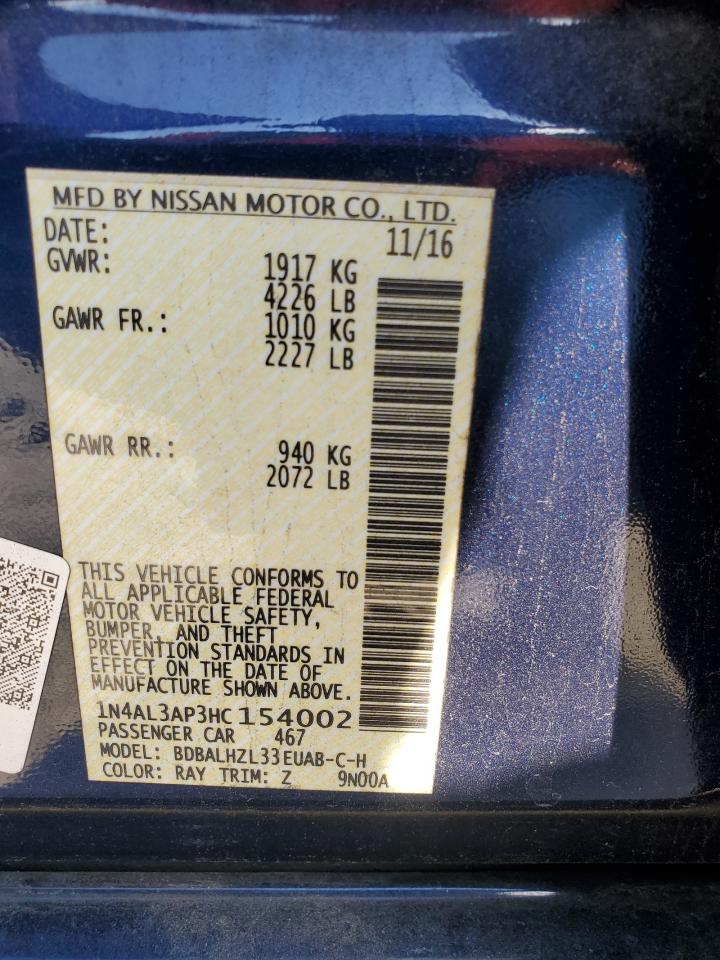 MFD BY NISSAN MOTOR CO., LTD.
DATE: 11/16
GVWR: 1917 KG
4226 LB
GAWR FR.: 1010 KG
2227 LB
GAWR RR.: 940 KG
2072 LB
THIS VEHICLE CONFORMS TO
ALL APPLICABLE FEDERAL
MOTOR VEHICLE SAFETY,
BUMPER, AND THEFT
PREVENTION STANDARDS IN
EFFECT ON THE DATE OF
MANUFACTURE SHOWN ABOVE.
1N4AL3AP3HC154002
PASSENGER CAR 467
MODEL: BDBALHZL33EUAB-C-H
COLOR: RAY TRIM: Z 9N00A